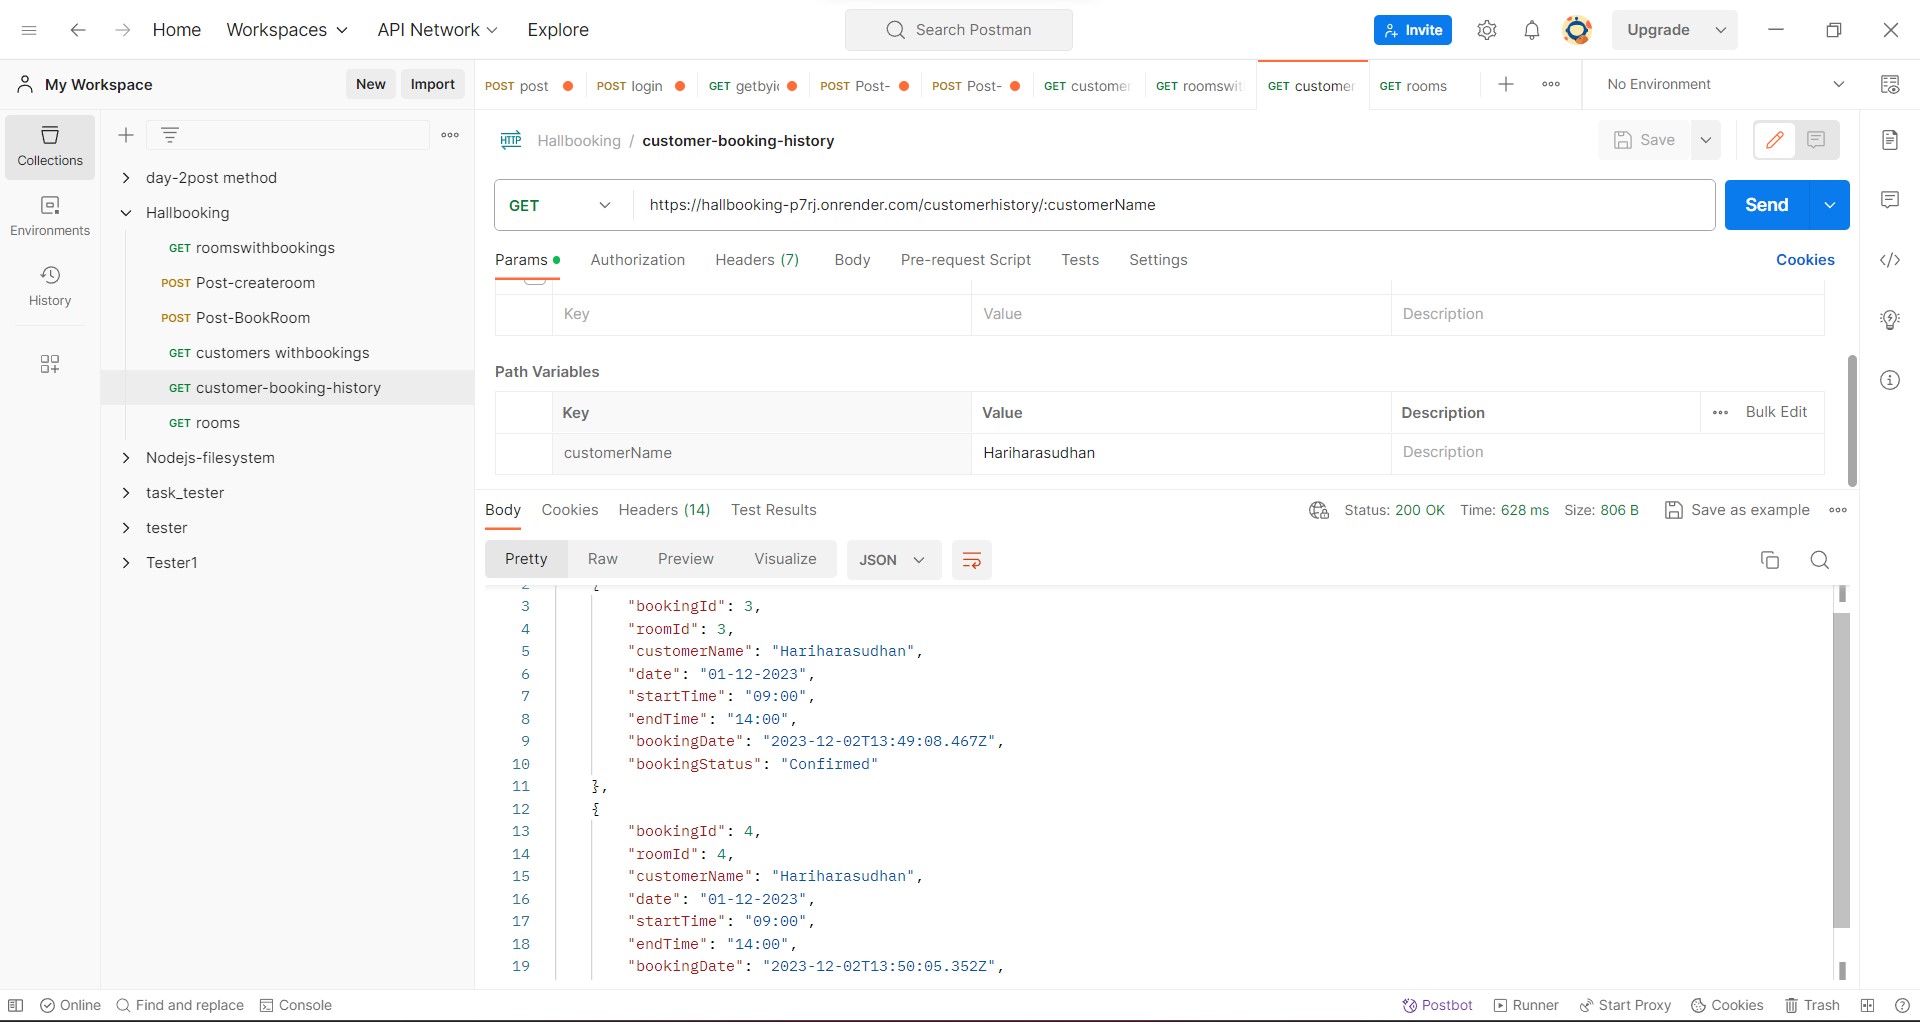 Home Workspaces API Network Explore Search Postman Invite Upgrade
My Workspace New Import
POST post POST login GET getbyid POST Post- POST Post- GET customer GET roomswit GET custome GET rooms No Environment
Collections
Environments
History
day-2post method
Hallbooking
GET roomswithbookings
POST Post-createroom
POST Post-BookRoom
GET customers withbookings
GET customer-booking-history
GET rooms
Nodejs-filesystem
task_tester
tester
Tester1
HTTP Hallbooking / customer-booking-history Save
GET https://hallbooking-p7rj.onrender.com/customerhistory/:customerName Send
Params Authorization Headers (7) Body Pre-request Script Tests Settings Cookies
Key Value Description
Path Variables
Key Value Description Bulk Edit
customerName Hariharasudhan Description
Body Cookies Headers (14) Test Results Status: 200 OK Time: 628 ms Size: 806 B Save as example
Pretty Raw Preview Visualize JSON
2 {
3 "bookingId": 3,
4 "roomId": 3,
5 "customerName": "Hariharasudhan",
6 "date": "01-12-2023",
7 "startTime": "09:00",
8 "endTime": "14:00",
9 "bookingDate": "2023-12-02T13:49:08.467Z",
10 "bookingStatus": "Confirmed"
11 },
12 {
13 "bookingId": 4,
14 "roomId": 4,
15 "customerName": "Hariharasudhan",
16 "date": "01-12-2023",
17 "startTime": "09:00",
18 "endTime": "14:00",
19 "bookingDate": "2023-12-02T13:50:05.352Z",
Online Find and replace Console Postbot Runner Start Proxy Cookies Trash